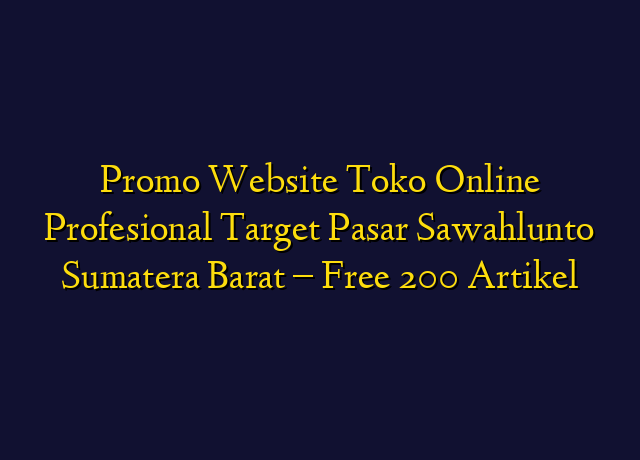 Promo Website Toko Online
Profesional Target Pasar Sawahlunto
Sumatera Barat – Free 200 Artikel